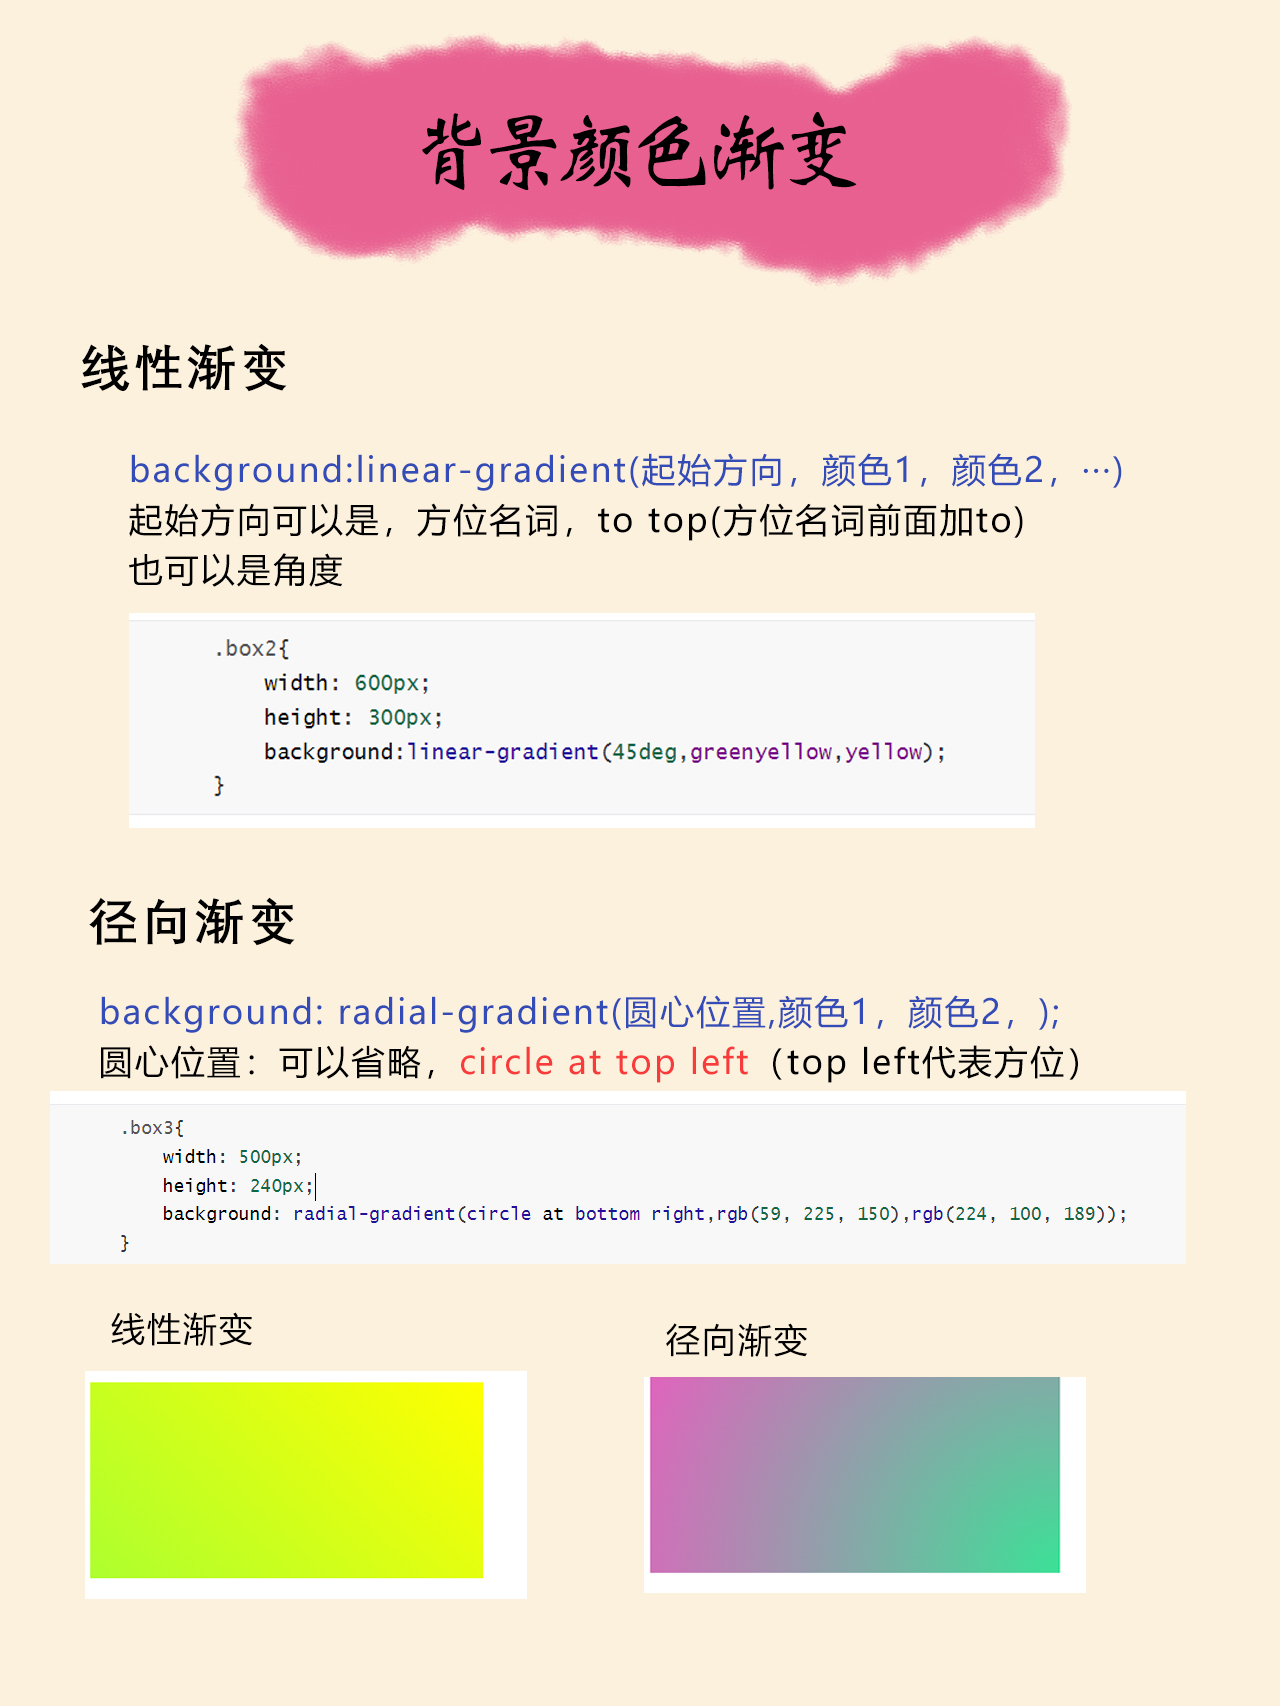 背景颜色渐变
线性渐变
background:linear-gradient(起始方向，颜色1，颜色2，…)
起始方向可以是，方位名词，to top(方位名词前面加to)
也可以是角度
.box2{
width: 600px;
height: 300px;
background:linear-gradient(45deg,greenyellow,yellow);
}
径向渐变
background: radial-gradient(圆心位置,颜色1，颜色2，);
圆心位置：可以省略，circle at top left（top left代表方位）
.box3{
width: 500px;
height: 240px;
background: radial-gradient(circle at bottom right,rgb(59, 225, 150),rgb(224, 100, 189));
}
线性渐变
径向渐变